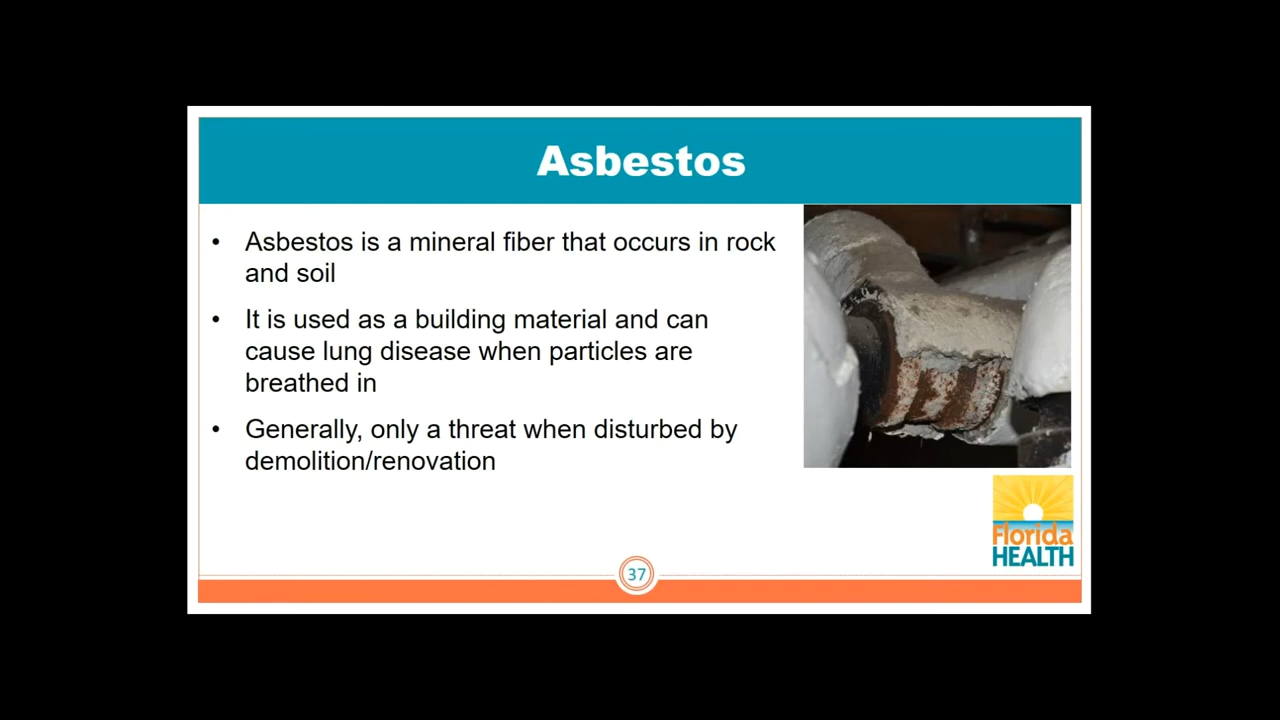 Asbestos
• Asbestos is a mineral fiber that occurs in rock
and soil
• It is used as a building material and can
cause lung disease when particles are
breathed in
• Generally, only a threat when disturbed by
demolition/renovation
Florida
HEALTH
37